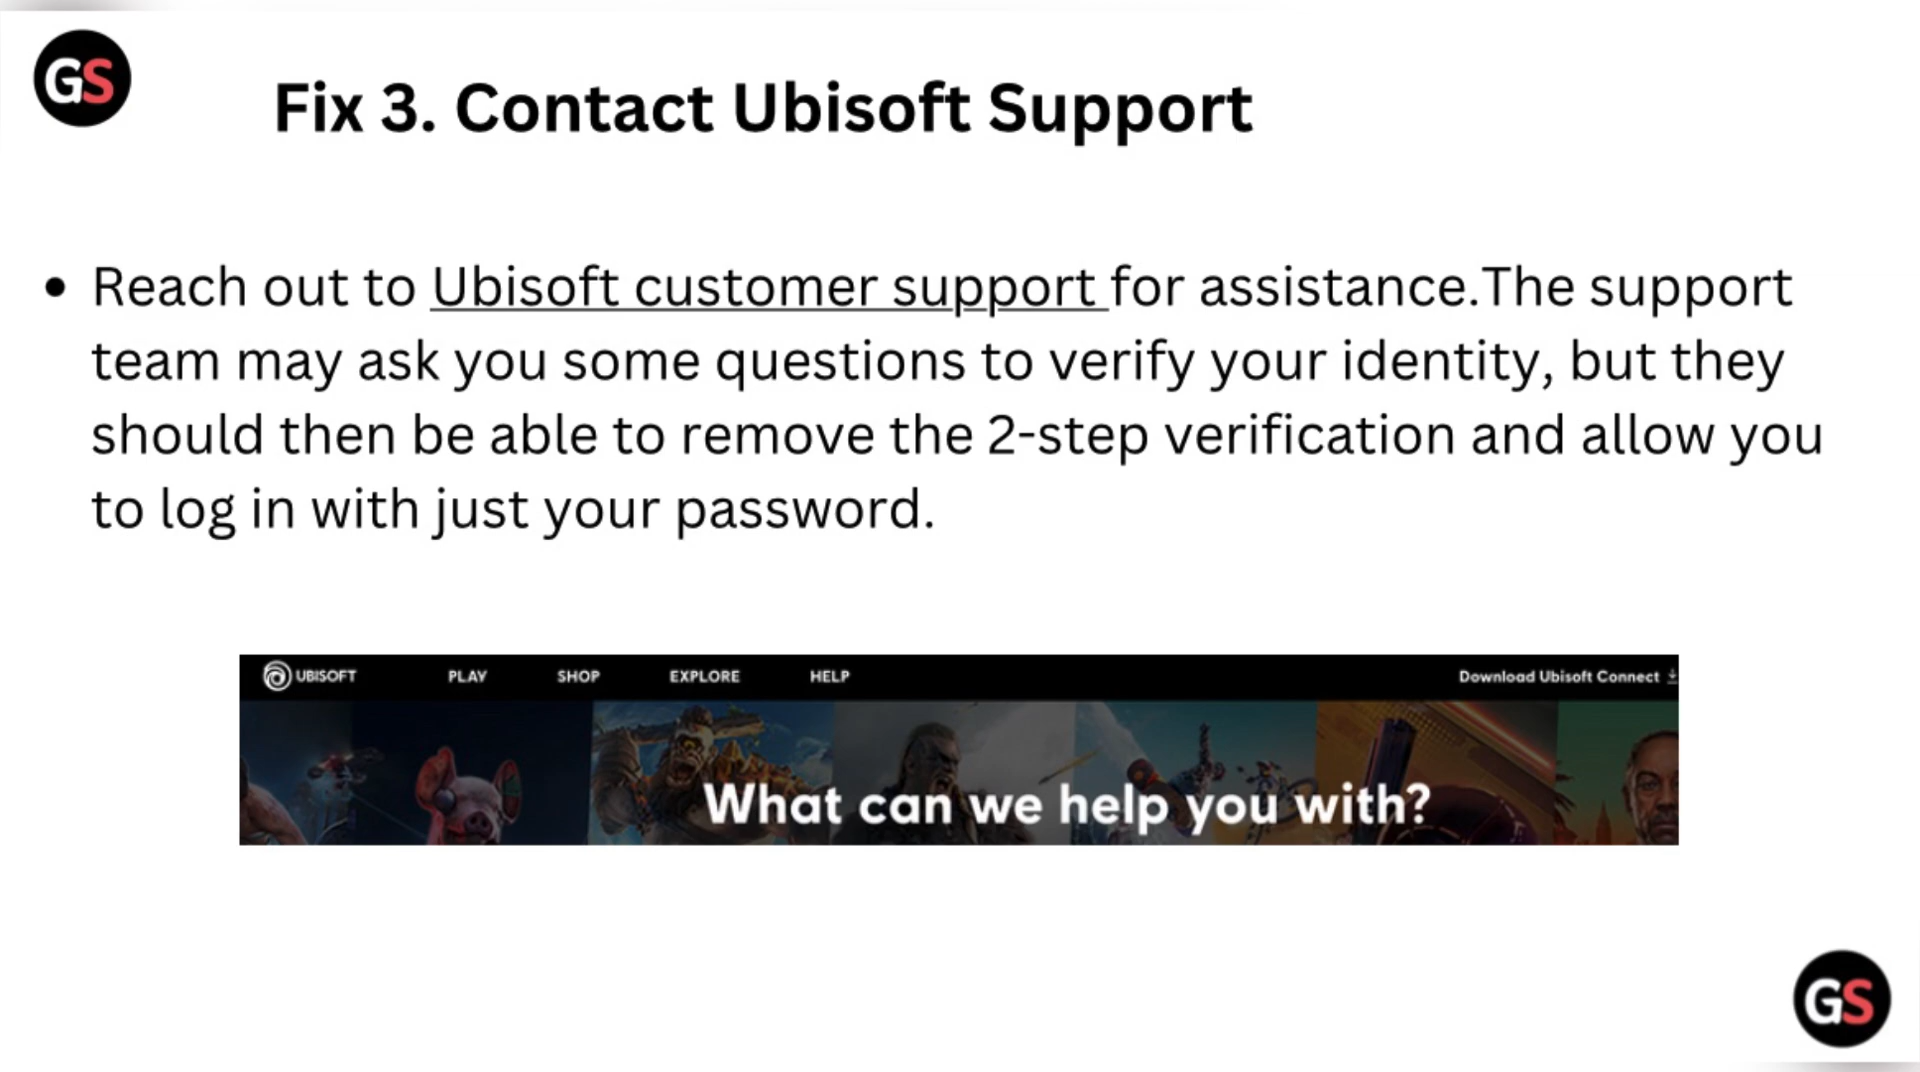 GS
Fix 3. Contact Ubisoft Support
• Reach out to Ubisoft customer support for assistance.The support
team may ask you some questions to verify your identity, but they
should then be able to remove the 2-step verification and allow you
to log in with just your password.
UBISOFT PLAY SHOP EXPLORE HELP Download Ubisoft Connect
What can we help you with?
GS